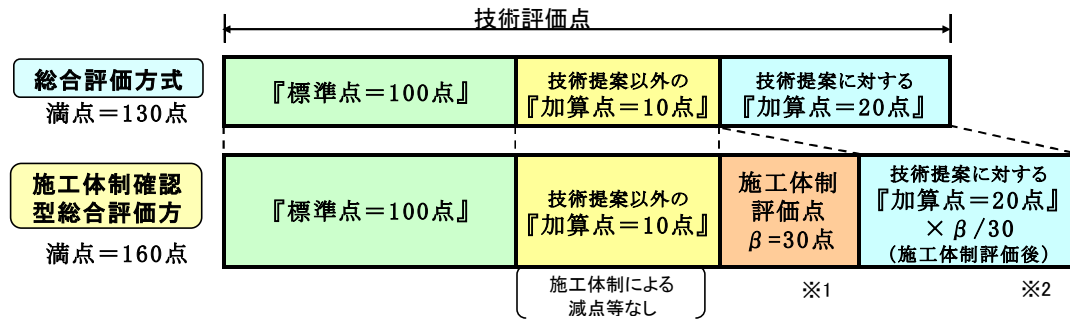 技術評価点
総合評価方式
満点＝130点
『標準点＝100点』
技術提案以外の
『加算点＝10点』
技術提案に対する
『加算点＝20点』
施工体制確認
型総合評価方
満点＝160点
『標準点＝100点』
技術提案以外の
『加算点＝10点』
施工体制
評価点
β=30点
技術提案に対する
『加算点＝20点』
× β/30
(施工体制評価後)
施工体制による
減点等なし
※1
※2